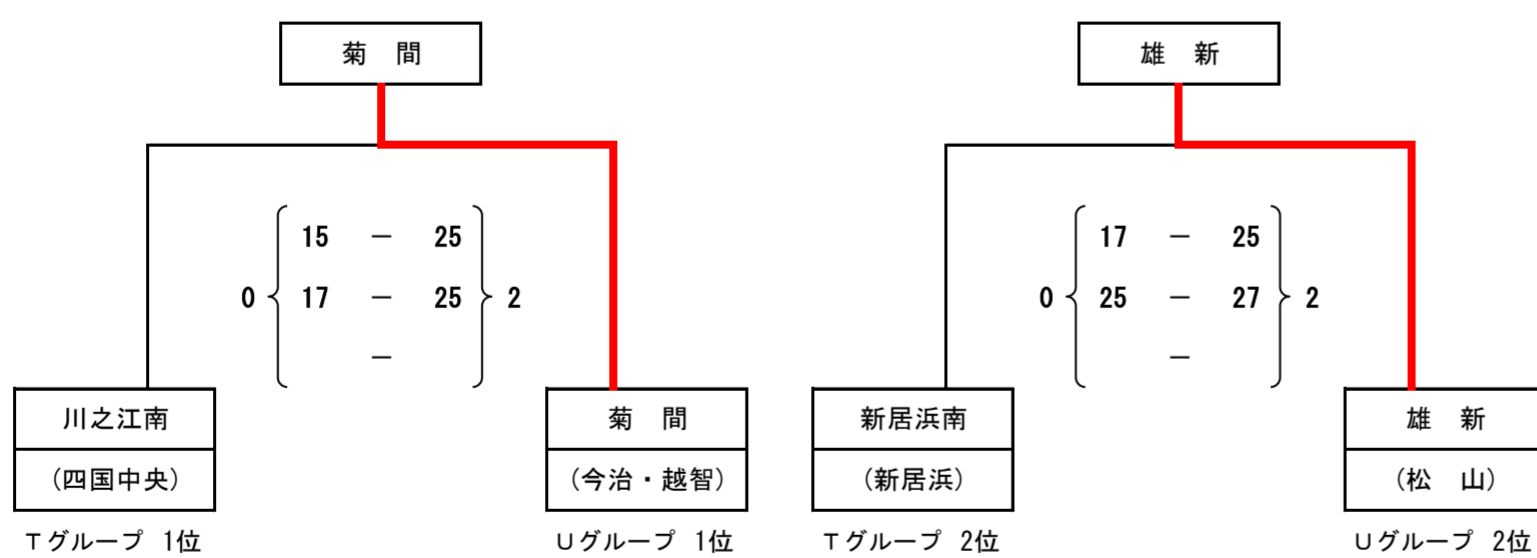 菊　間
雄　新
15 － 25
0 17 － 25 2
－
17 － 25
0 25 － 27 2
－
川之江南
(四国中央)
Ｔグループ 1位
菊　間
(今治・越智)
Ｕグループ 1位
新居浜南
(新居浜)
Ｔグループ 2位
雄　新
(松　山)
Ｕグループ 2位